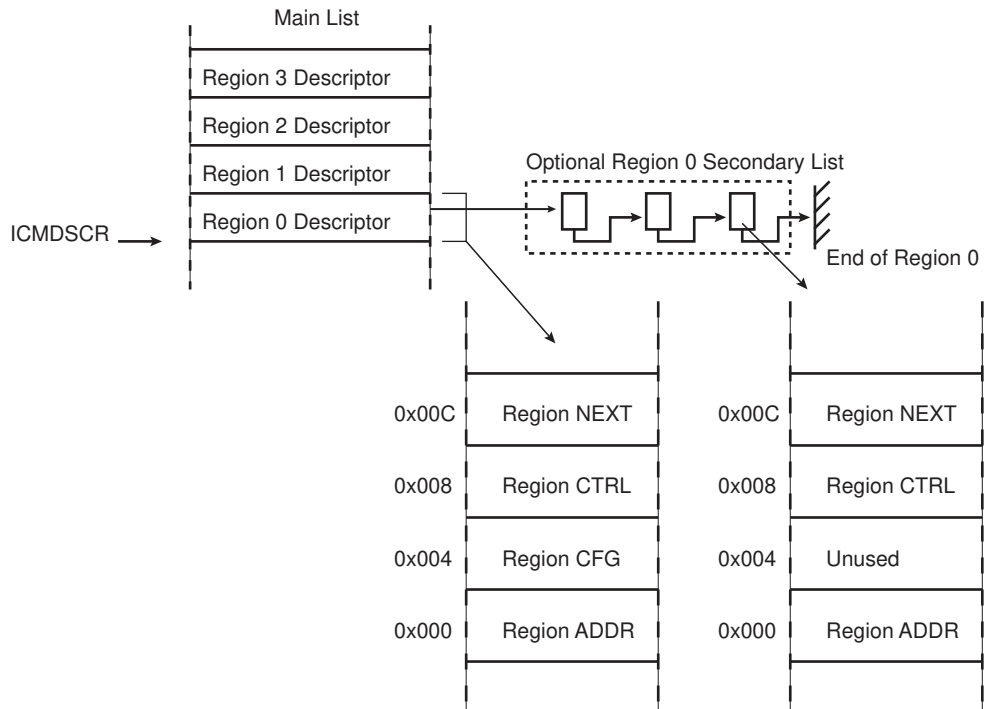 Main List
Region 3 Descriptor
Region 2 Descriptor
Region 1 Descriptor
Region 0 Descriptor
ICMDSCR
Optional Region 0 Secondary List
End of Region 0
0x00C Region NEXT
0x008 Region CTRL
0x004 Region CFG
0x000 Region ADDR
0x00C Region NEXT
0x008 Region CTRL
0x004 Unused
0x000 Region ADDR